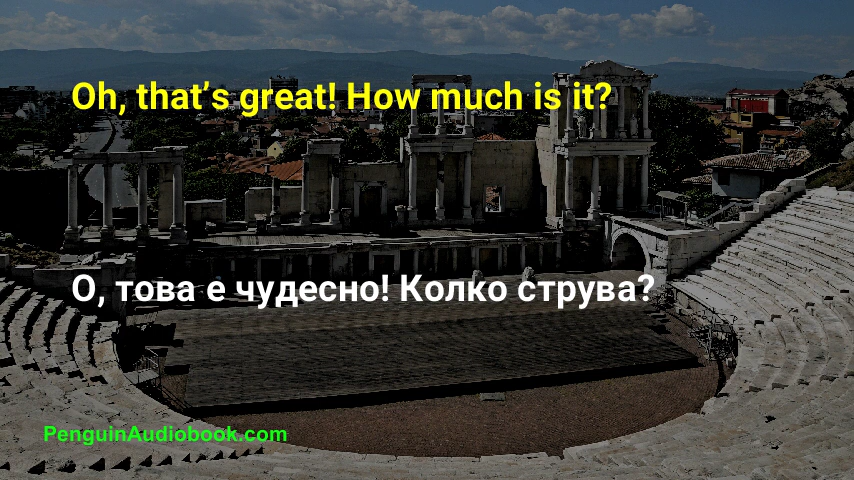 Oh, that’s great! How much is it?
О, това е чудесно! Колко струва?
PenguinAudiobook.com